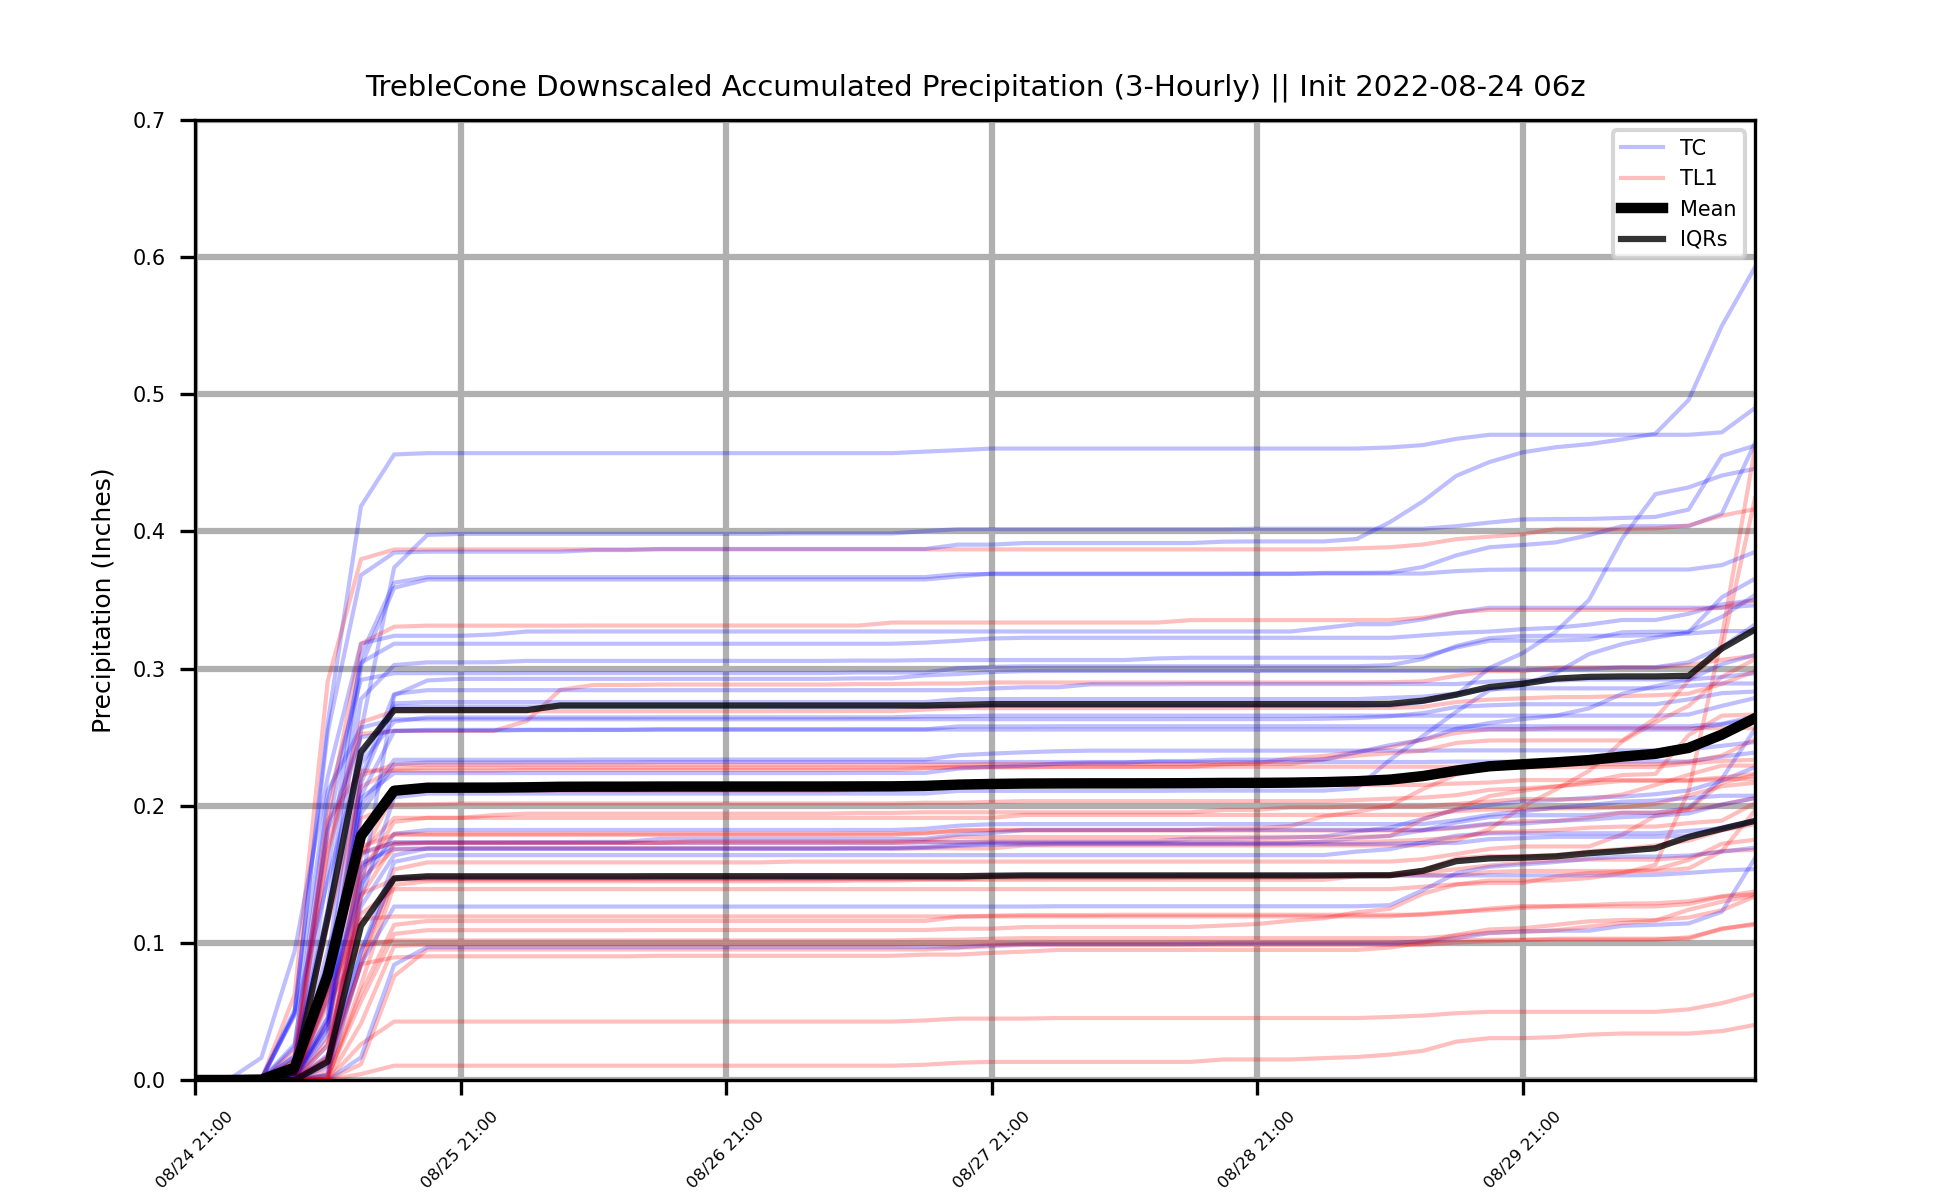 TrebleCone Downscaled Accumulated Precipitation (3-Hourly) || Init 2022-08-24 06z
Precipitation (Inches)
0.7
0.6
0.5
0.4
0.3
0.2
0.1
0.0
TC
TL1
Mean
IQRs
08/24 21:00
08/25 21:00
08/26 21:00
08/27 21:00
08/28 21:00
08/29 21:00